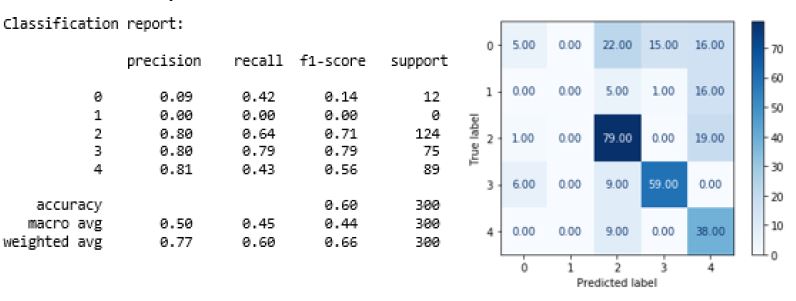 Classification report:
precision recall f1-score support
0 0.09 0.42 0.14 12
1 0.00 0.00 0.00 0
2 0.80 0.64 0.71 124
3 0.80 0.79 0.79 75
4 0.81 0.43 0.56 89
accuracy 0.60 300
macro avg 0.50 0.45 0.44 300
weighted avg 0.77 0.60 0.66 300
True label
0 5.00 0.00 22.00 15.00 16.00
1 0.00 0.00 5.00 1.00 16.00
2 1.00 0.00 79.00 0.00 19.00
3 6.00 0.00 9.00 59.00 0.00
4 0.00 0.00 9.00 0.00 38.00
0 1 2 3 4
Predicted label
70
60
50
40
30
20
10
0